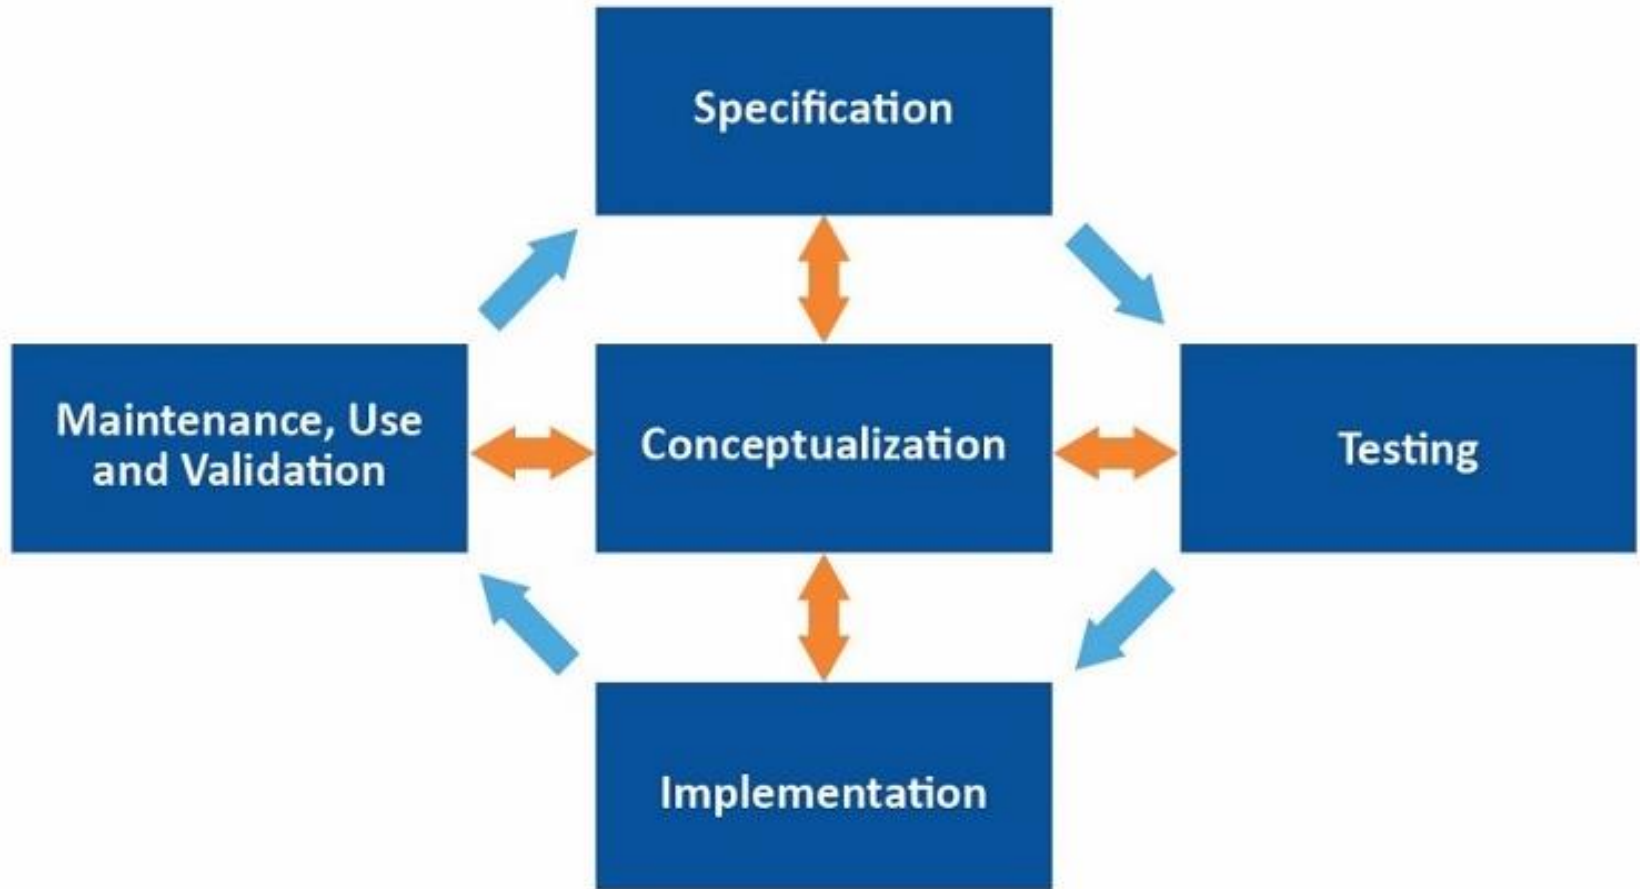 Specification
Maintenance, Use
and Validation
Conceptualization
Testing
Implementation